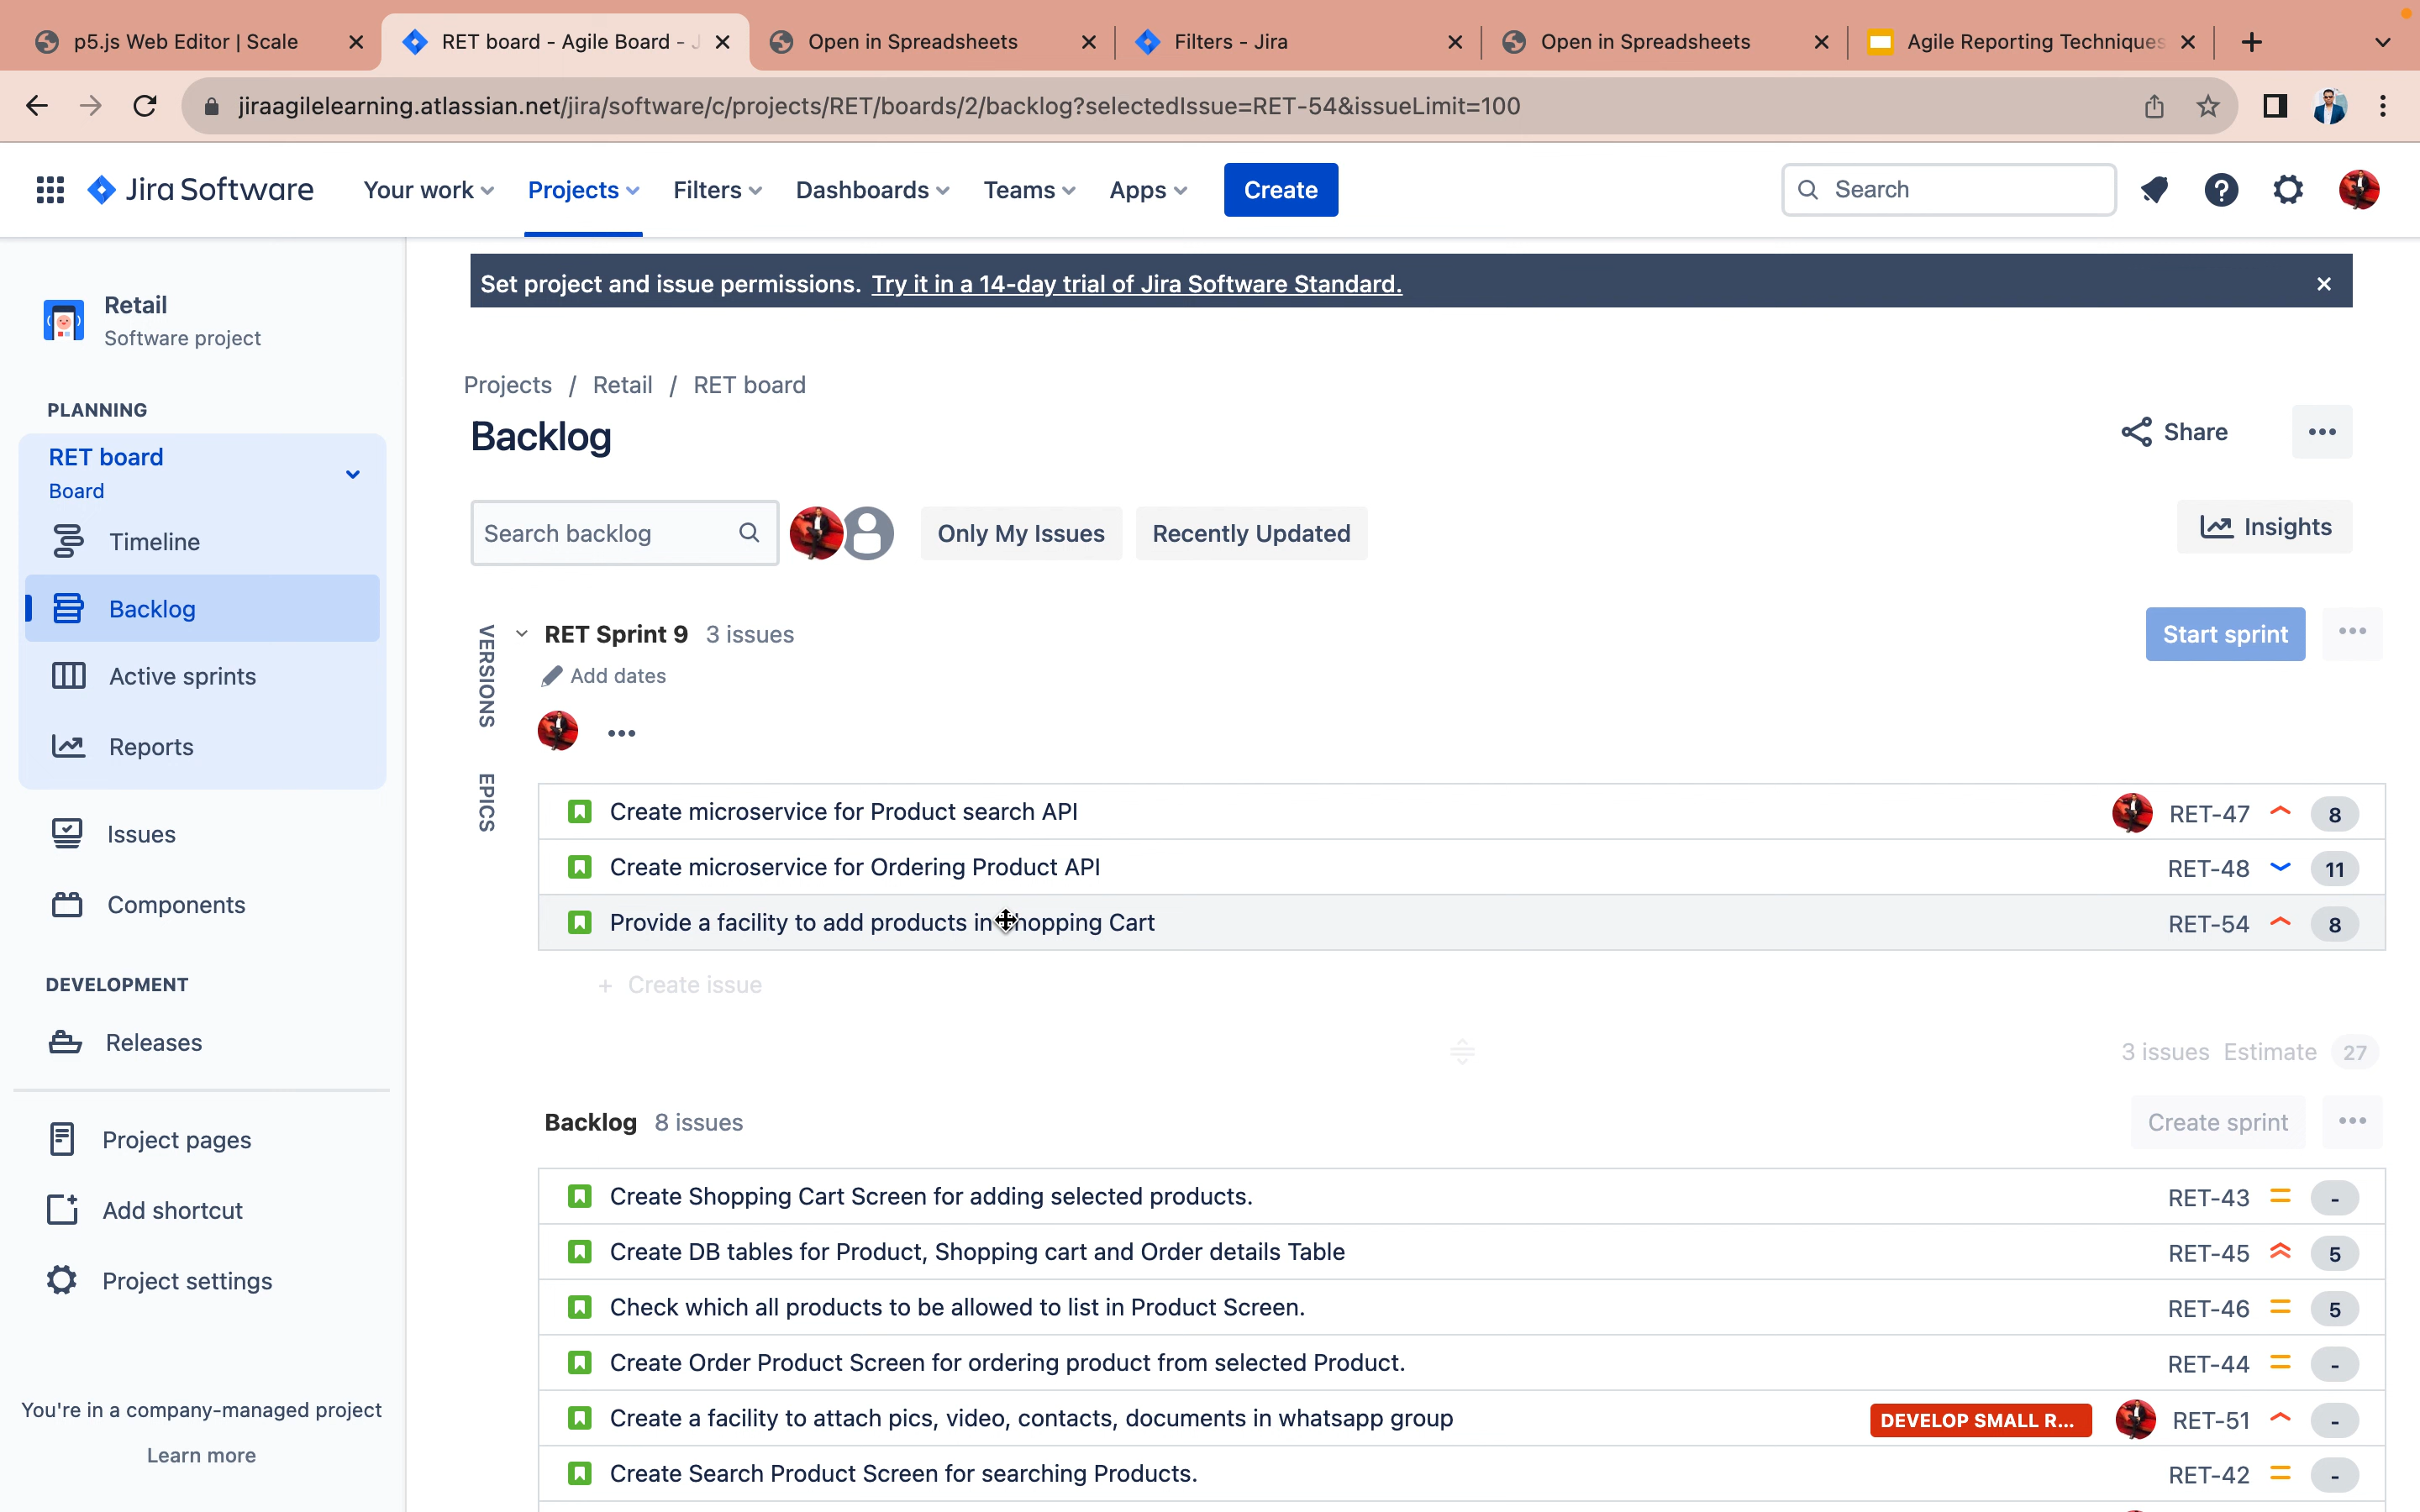 p5.js Web Editor | Scale
RET board - Agile Board - J
Open in Spreadsheets
Filters - Jira
Open in Spreadsheets
Agile Reporting Techniques
jiraagilelearning.atlassian.net/jira/software/c/projects/RET/boards/2/backlog?selectedIssue=RET-54&issueLimit=100
Jira Software
Your work
Projects
Filters
Dashboards
Teams
Apps
Create
Search
Set project and issue permissions. Try it in a 14-day trial of Jira Software Standard.
Retail
Software project
PLANNING
RET board
Board
Timeline
Backlog
Active sprints
Reports
Issues
Components
DEVELOPMENT
Releases
Project pages
Add shortcut
Project settings
You're in a company-managed project
Learn more
Projects / Retail / RET board
Backlog
Share
Search backlog
Only My Issues
Recently Updated
Insights
VERSIONS
EPICS
RET Sprint 9 3 issues
Start sprint
Add dates
Create microservice for Product search API RET-47 8
Create microservice for Ordering Product API RET-48 11
Provide a facility to add products in hopping Cart RET-54 8
+ Create issue
3 issues Estimate 27
Backlog 8 issues
Create sprint
Create Shopping Cart Screen for adding selected products. RET-43 -
Create DB tables for Product, Shopping cart and Order details Table RET-45 5
Check which all products to be allowed to list in Product Screen. RET-46 5
Create Order Product Screen for ordering product from selected Product. RET-44 -
Create a facility to attach pics, video, contacts, documents in whatsapp group DEVELOP SMALL R... RET-51 -
Create Search Product Screen for searching Products. RET-42 -